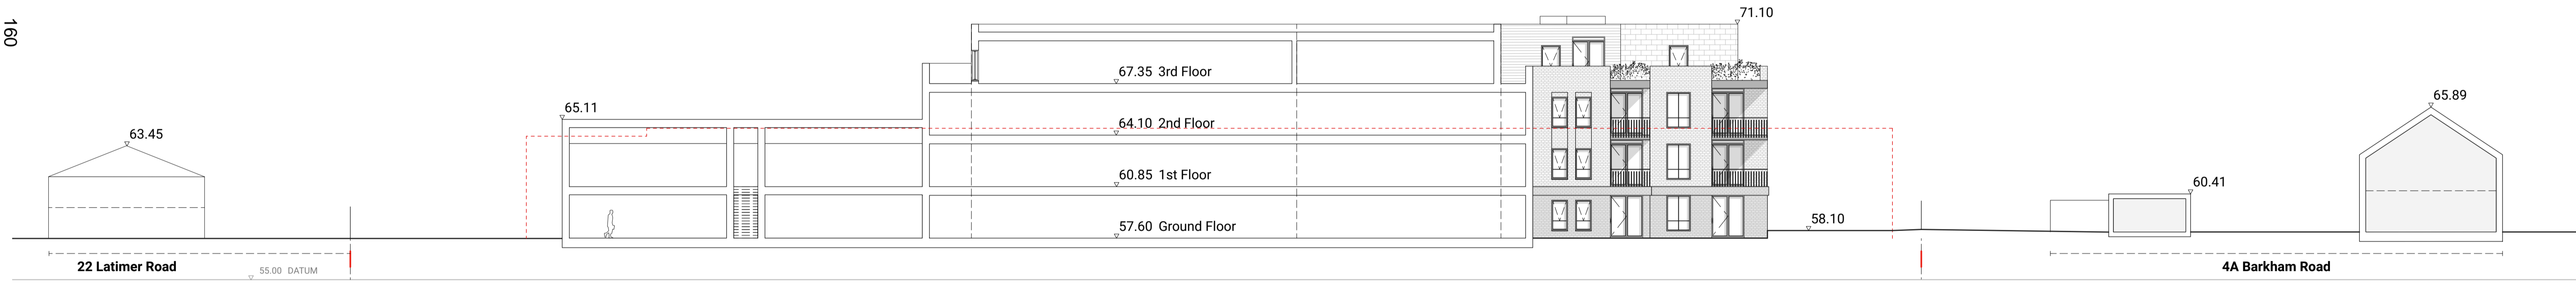 160
71.10
67.35 3rd Floor
65.11
65.89
64.10 2nd Floor
63.45
60.85 1st Floor
60.41
58.10
57.60 Ground Floor
22 Latimer Road
4A Barkham Road
55.00 DATUM